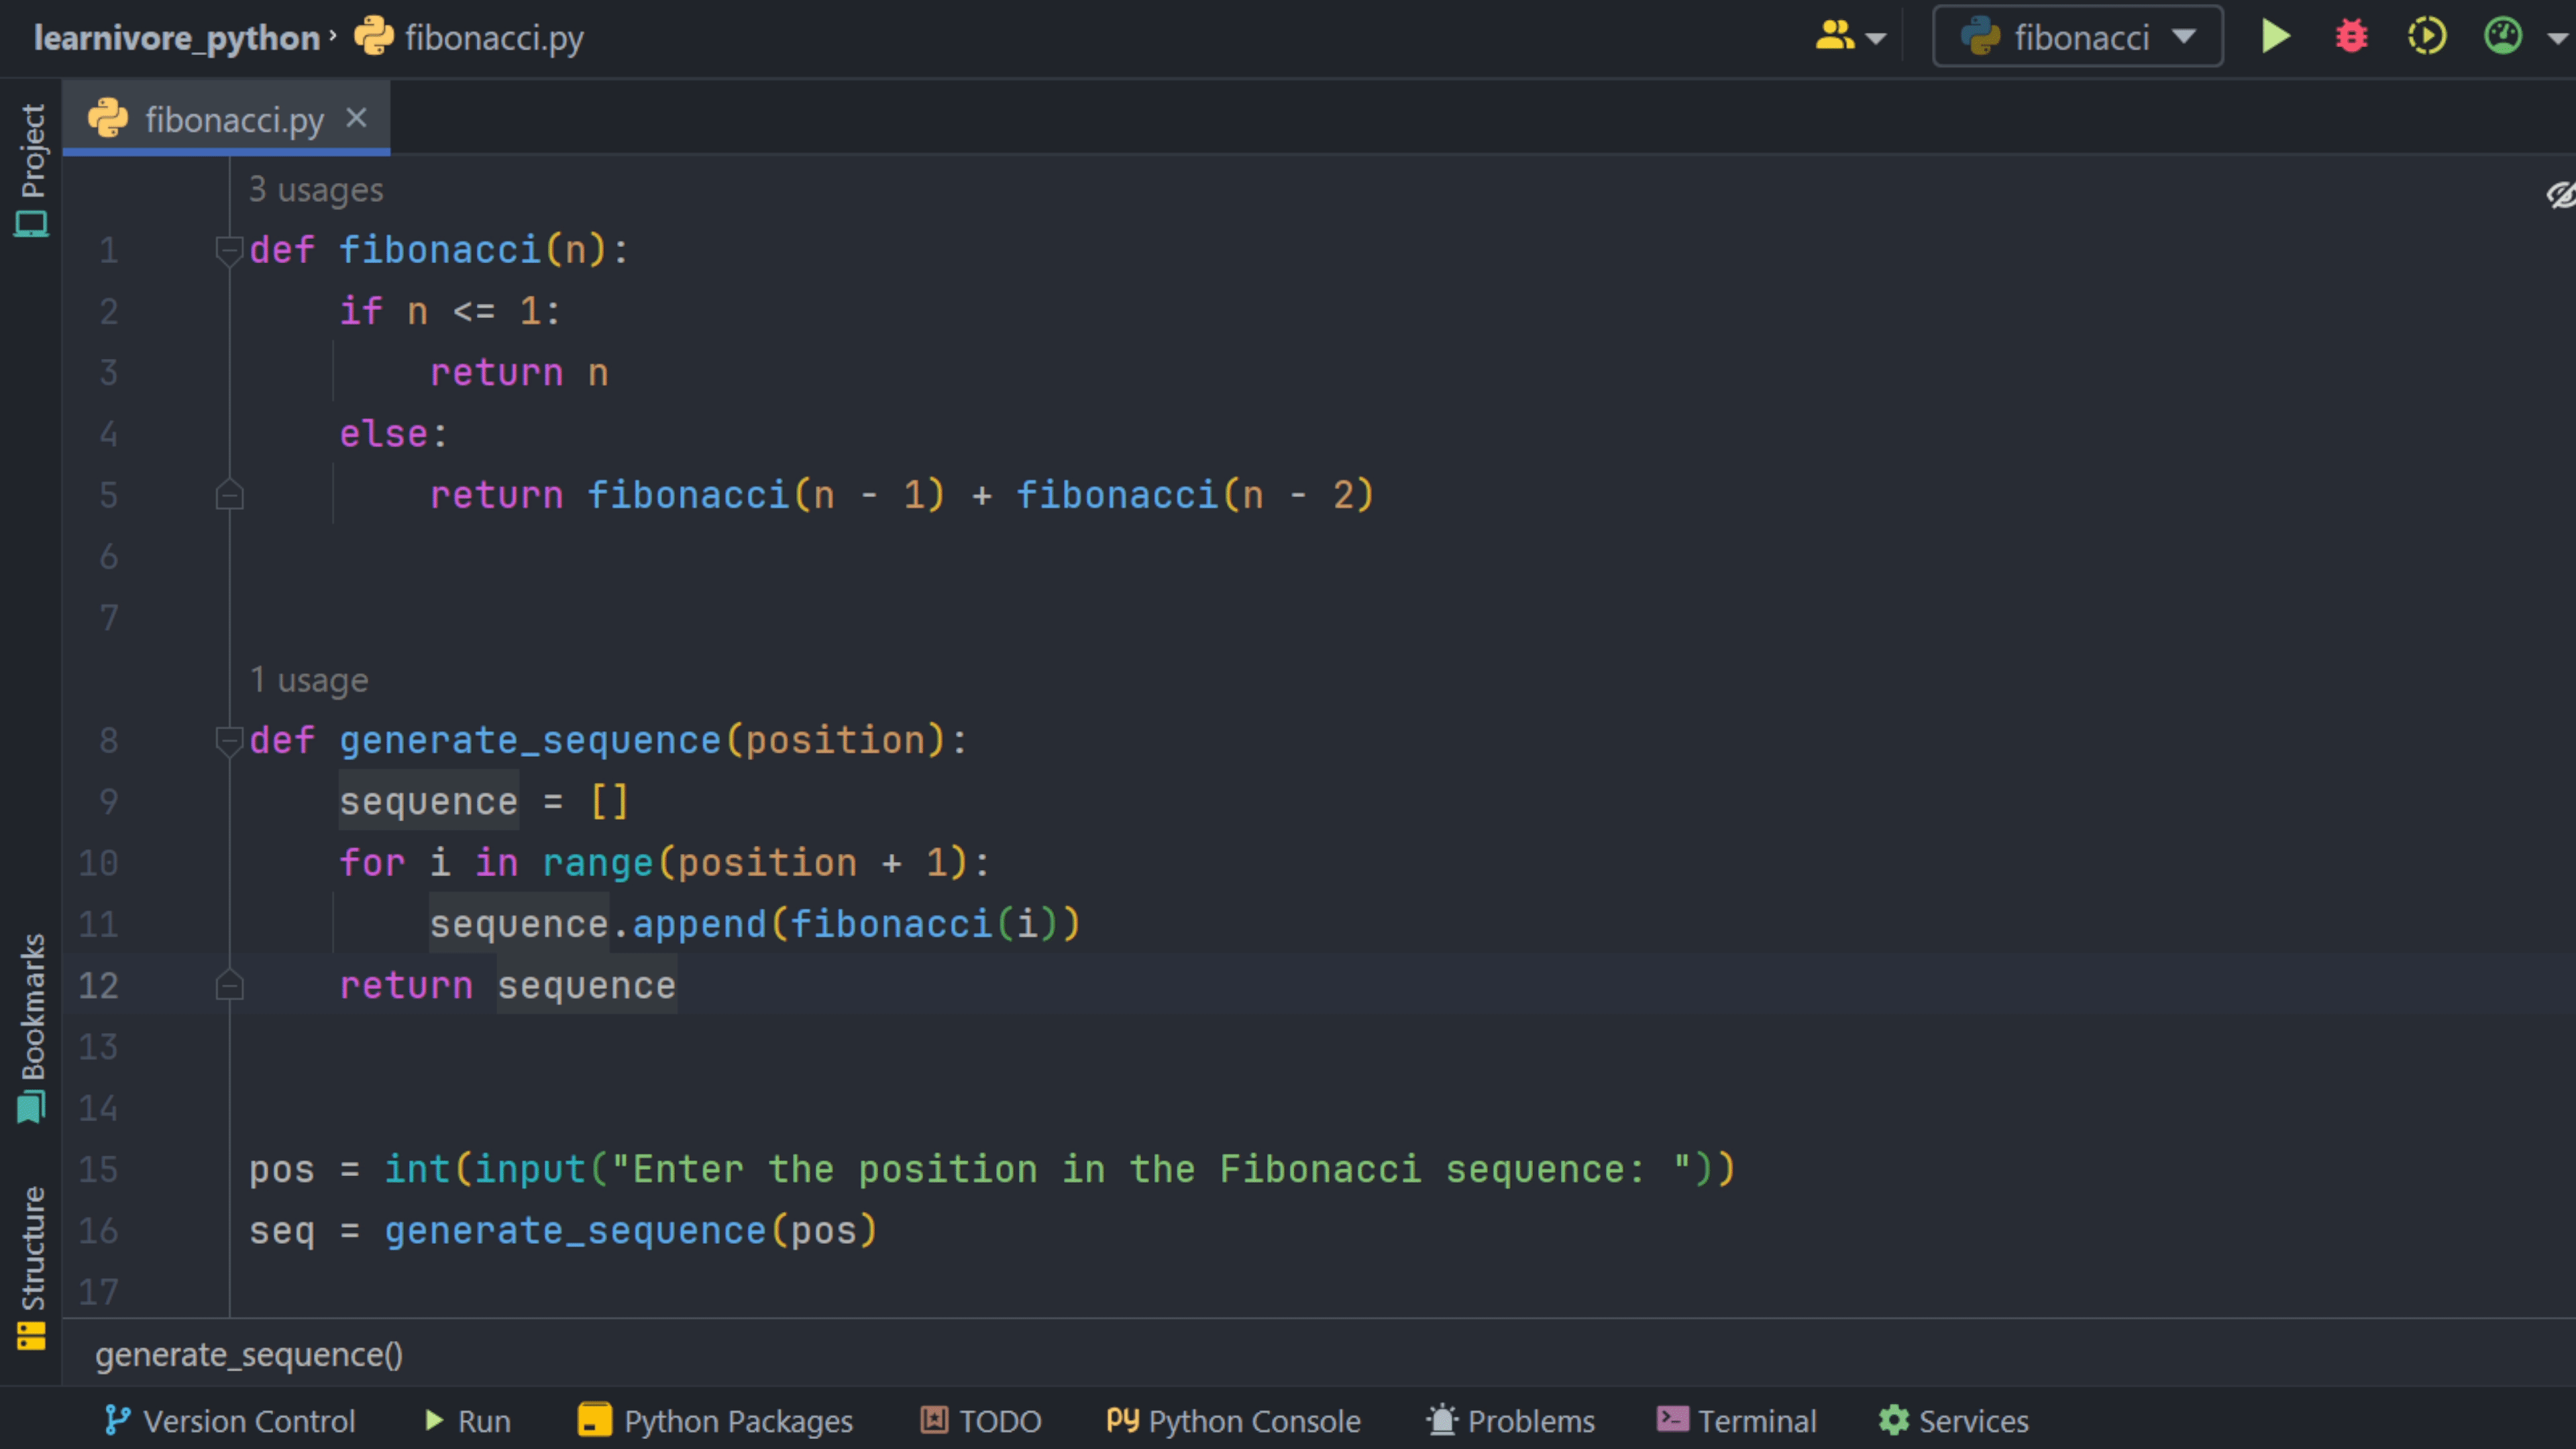 learnivore_python › fibonacci.py fibonacci
Project
fibonacci.py ×
3 usages
1 def fibonacci(n):
2     if n <= 1:
3         return n
4     else:
5         return fibonacci(n - 1) + fibonacci(n - 2)
6
7
1 usage
8 def generate_sequence(position):
9     sequence = []
10     for i in range(position + 1):
11         sequence.append(fibonacci(i))
12     return sequence
13
14
15 pos = int(input("Enter the position in the Fibonacci sequence: "))
16 seq = generate_sequence(pos)
17
Bookmarks
Structure
generate_sequence()
Version Control Run Python Packages TODO Python Console Problems Terminal Services